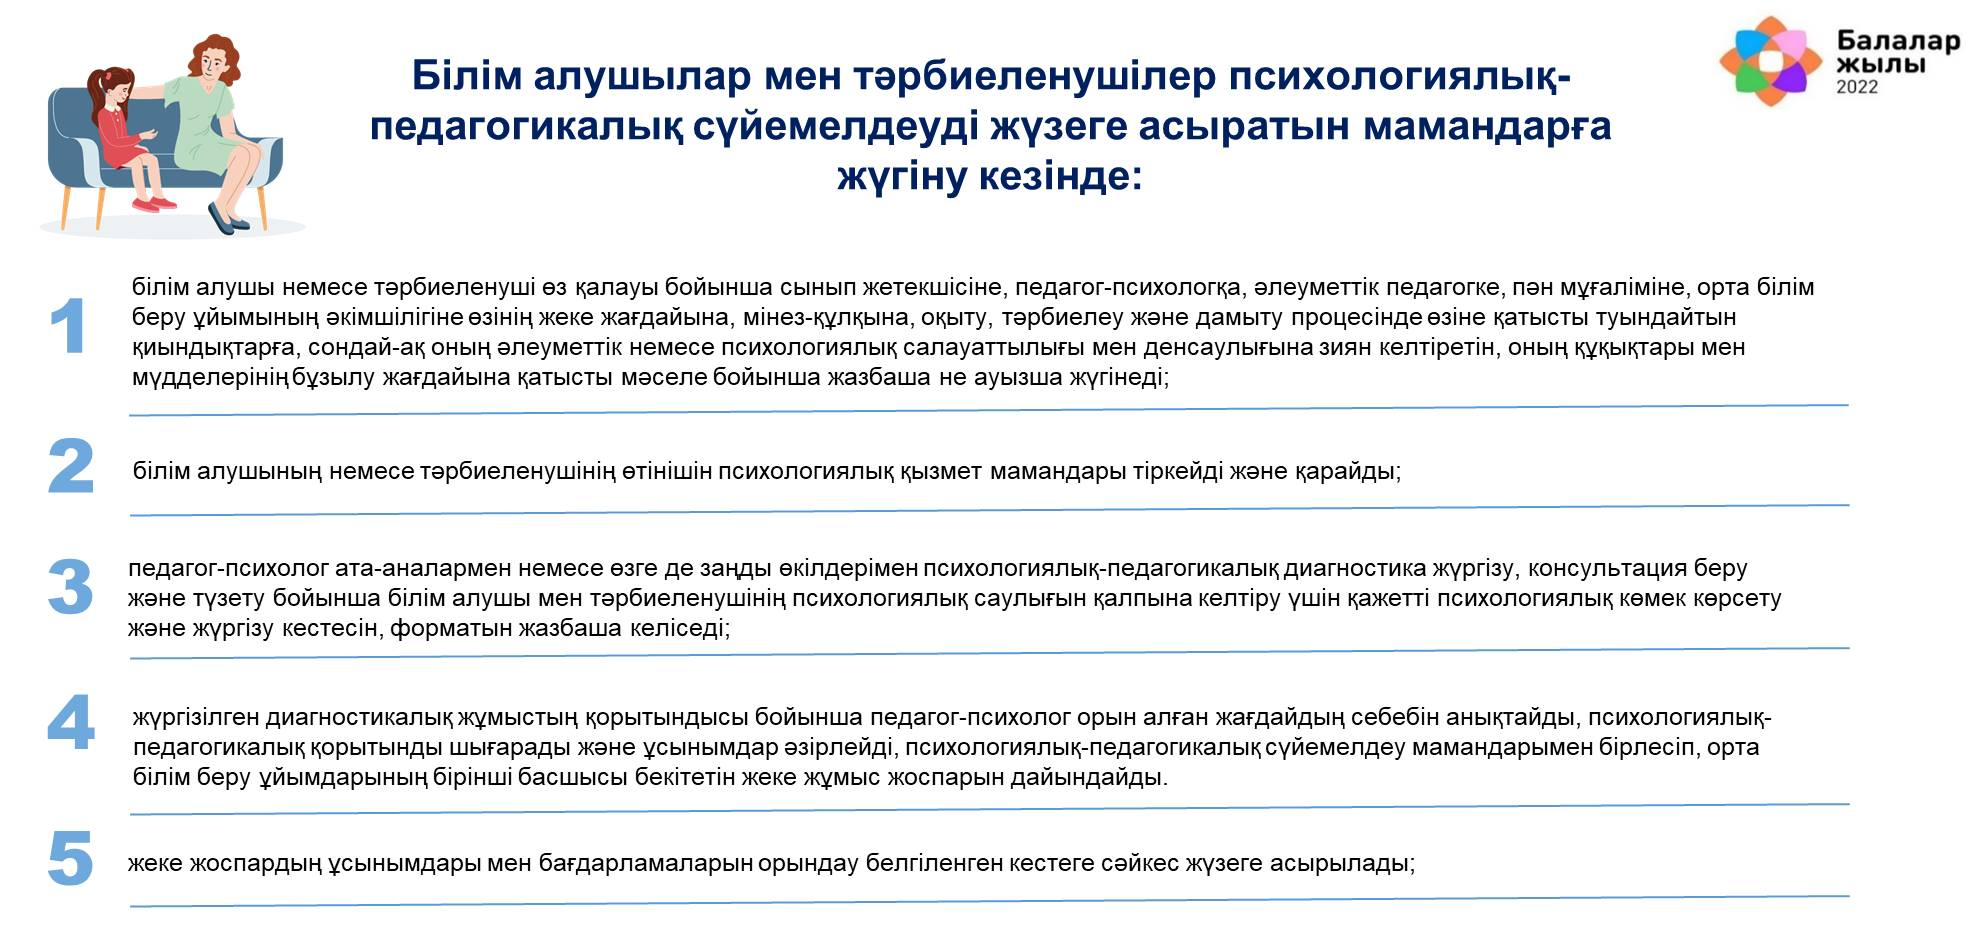 Білім алушылар мен тәрбиеленушілер психологиялық-
педагогикалық сүйемелдеуді жүзеге асыратын мамандарға
жүгіну кезінде:
Балалар
жылы
2022
1
білім алушы немесе тәрбиеленуші өз қалауы бойынша сынып жетекшісіне, педагог-психологқа, әлеуметтік педагогке, пән мұғаліміне, орта білім
беру ұйымының әкімшілігіне өзінің жеке жағдайына, мінез-құлқына, оқыту, тәрбиелеу және дамыту процесінде өзіне қатысты туындайтын
қиындықтарға, сондай-ақ оның әлеуметтік немесе психологиялық салауаттылығы мен денсаулығына зиян келтіретін, оның құқықтары мен
мүдделерінің бұзылу жағдайына қатысты мәселе бойынша жазбаша не ауызша жүгінеді;
2
білім алушының немесе тәрбиеленушінің өтінішін психологиялық қызмет мамандары тіркейді және қарайды;
3
педагог-психолог ата-аналармен немесе өзге де заңды өкілдерімен психологиялық-педагогикалық диагностика жүргізу, консультация беру
және түзету бойынша білім алушы мен тәрбиеленушінің психологиялық саулығын қалпына келтіру үшін қажетті психологиялық көмек көрсету
және жүргізу кестесін, форматын жазбаша келіседі;
4
жүргізілген диагностикалық жұмыстың қорытындысы бойынша педагог-психолог орын алған жағдайдың себебін анықтайды, психологиялық-
педагогикалық қорытынды шығарады және ұсынымдар әзірлейді, психологиялық-педагогикалық сүйемелдеу мамандарымен бірлесіп, орта
білім беру ұйымдарының бірінші басшысы бекітетін жеке жұмыс жоспарын дайындайды.
5
жеке жоспардың ұсынымдары мен бағдарламаларын орындау белгіленген кестеге сәйкес жүзеге асырылады;